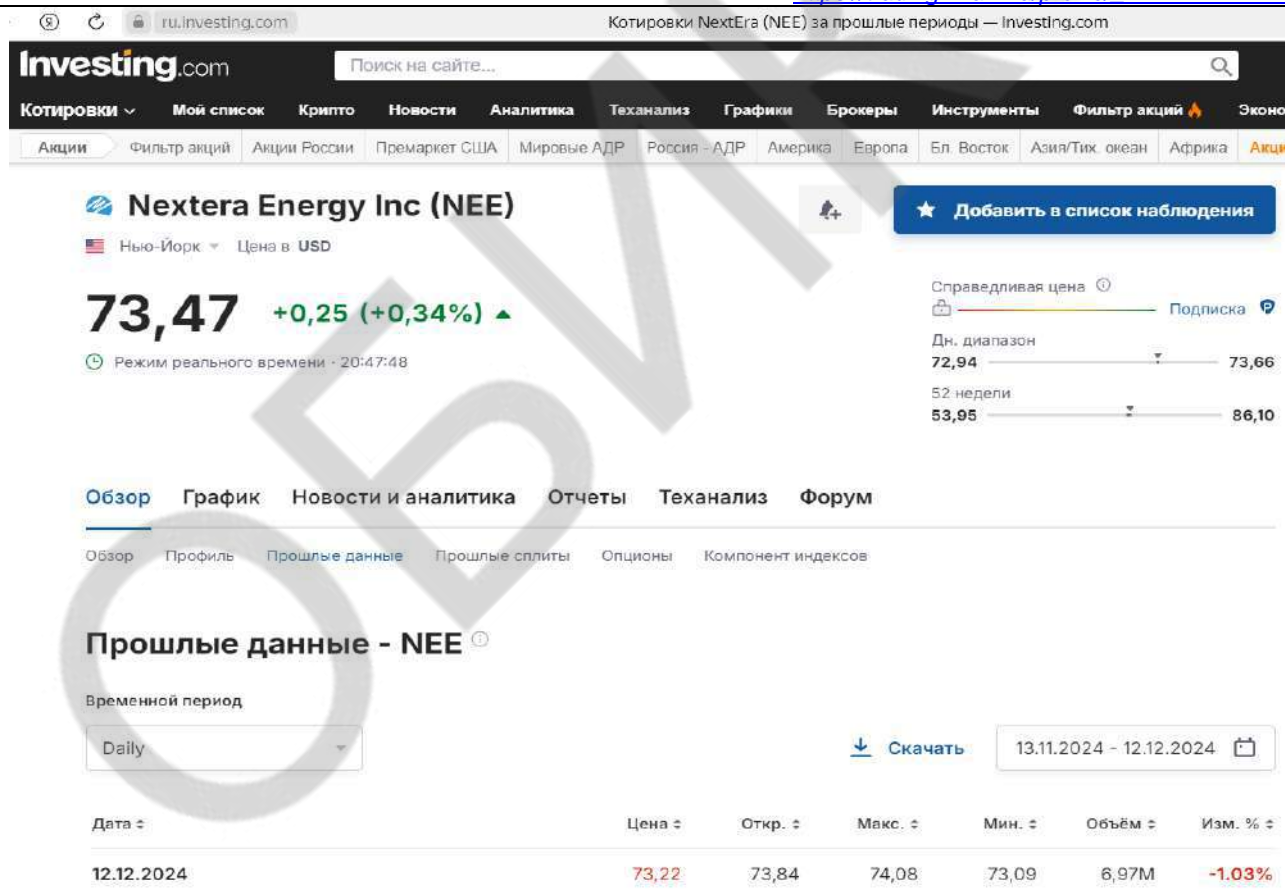 ru.investing.com
Котировки NextEra (NEE) за прошлые периоды — Investing.com
Investing.com
Поиск на сайте...
Котировки Мой список Крипто Новости Аналитика Теханализ Графики Брокеры Инструменты Фильтр акций Эконо
Акции Фильтр акций Акции России Премаркет США Мировые АДР Россия - АДР Америка Европа Бл. Восток Азия/Тих. океан Африка Акци
Nextera Energy Inc (NEE)
Добавить в список наблюдения
Нью-Йорк Цена в USD
73,47 +0,25 (+0,34%)
Режим реального времени · 20:47:48
Справедливая цена
Подписка
Дн. диапазон
72,94 73,66
52 недели
53,95 86,10
Обзор График Новости и аналитика Отчеты Теханализ Форум
Обзор Профиль Прошлые данные Прошлые сплиты Опционы Компонент индексов
Прошлые данные - NEE
Временной период
Daily
Скачать
13.11.2024 - 12.12.2024
Дата Цена Откр. Макс. Мин. Объём Изм. %
12.12.2024 73,22 73,84 74,08 73,09 6,97M -1.03%